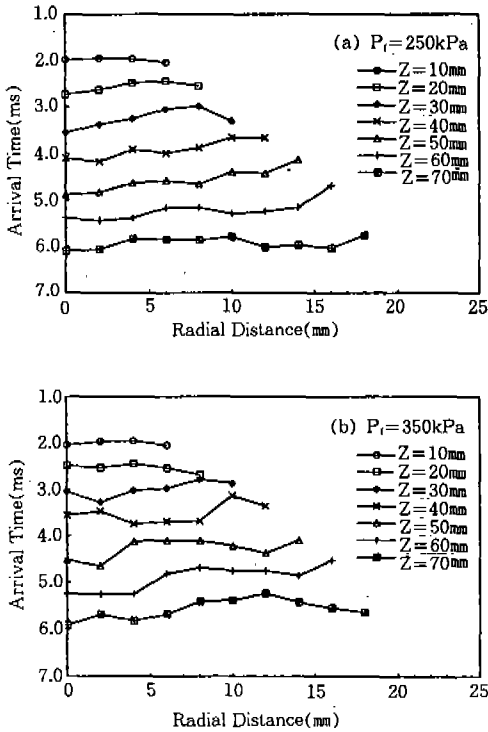 1.0
(a) P₁=250kPa
2.0
Z=10mm
Z=20mm
3.0
Z=30mm
Z=40mm
4.0
Z=50mm
Z=60mm
5.0
Z=70mm
6.0
7.0
Arrival Time(ms)
0 5 10 15 20 25
Radial Distance(mm)
1.0
(b) P₁=350kPa
2.0
Z=10mm
Z=20mm
3.0
Z=30mm
Z=40mm
4.0
Z=50mm
Z=60mm
5.0
Z=70mm
6.0
7.0
Arrival Time(ms)
0 5 10 15 20 25
Radial Distance(mm)